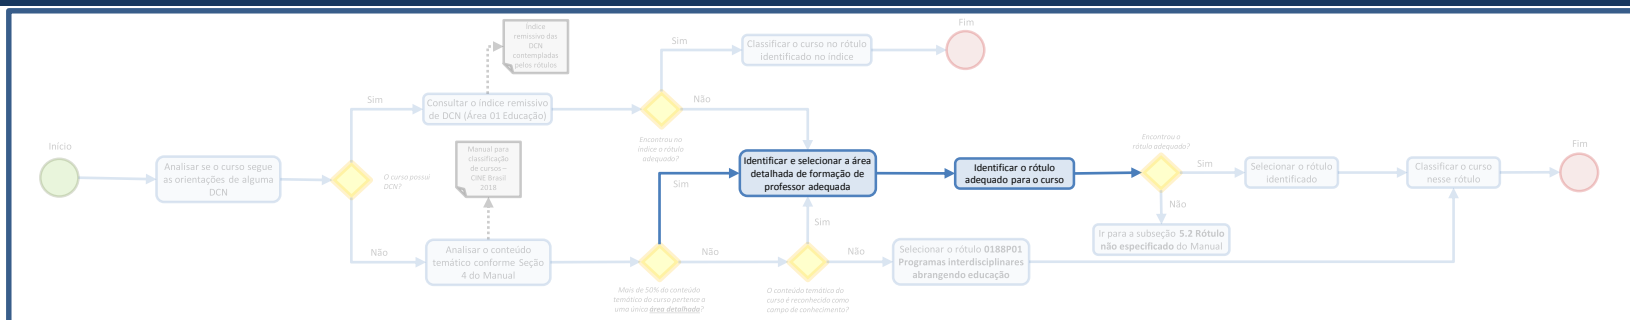 Índice
remissivo das
DCN
contempladas
pelos rótulos
Sim
Classificar o curso no rótulo
identificado no índice
Fim
Sim
Consultar o índice remissivo
de DCN (Área 01 Educação)
Não
Encontrou no
índice o rótulo
adequado?
Início
Analisar se o curso segue
as orientações de alguma
DCN
O curso possui
DCN?
Manual para
classificação
de cursos –
CINE Brasil
2018
Sim
Identificar e selecionar a área
detalhada de formação de
professor adequada
Identificar o rótulo
adequado para o curso
Encontrou o
rótulo adequado?
Sim
Selecionar o rótulo
identificado
Classificar o curso
nesse rótulo
Fim
Não
Ir para a subseção 5.2 Rótulo
não especificado do Manual
Não
Analisar o conteúdo
temático conforme Seção
4 do Manual
Não
Sim
Não
Selecionar o rótulo 0188P01
Programas interdisciplinares
abrangendo educação
Mais de 50% do conteúdo
temático do curso pertence a
uma única área detalhada?
O conteúdo temático do
curso é reconhecido como
campo de conhecimento?